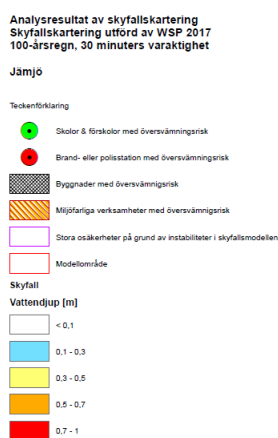 Analysresultat av skyfallskartering
Skyfallskartering utförd av WSP 2017
100-årsregn, 30 minuters varaktighet
Jämjö
Teckenförklaring
Skolor & förskolor med översvämningsrisk
Brand- eller polisstation med översvämningsrisk
Byggnader med översvämnigsrisk
Miljöfarliga verksamheter med översvämnigsrisk
Stora osäkerheter på grund av instabiliteter i skyfallsmodellen
Modellområde
Skyfall
Vattendjup [m]
< 0,1
0,1 - 0,3
0,3 - 0,5
0,5 - 0,7
0,7 - 1